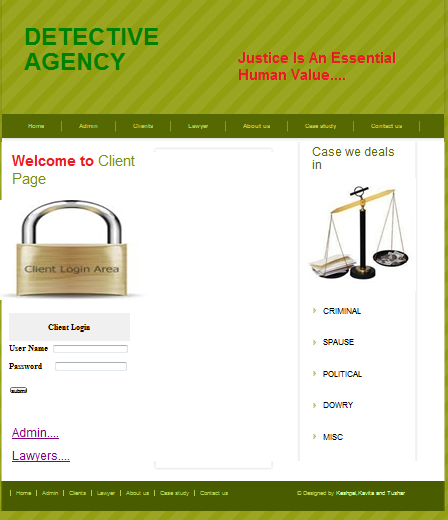 DETECTIVE
AGENCY
Justice Is An Essential
Human Value....
Home Admin Clients Lawyer About us Case study Contact us
Welcome to Client
Page
Client Login Area
Client Login
User Name
Password
submit
Admin....
Lawyers....
Case we deals
in
CRIMINAL
SPAUSE
POLITICAL
DOWRY
MISC
Home Admin Clients Lawyer About us Case study Contact us
© Designed by Keshpal,Kavita and Tushar